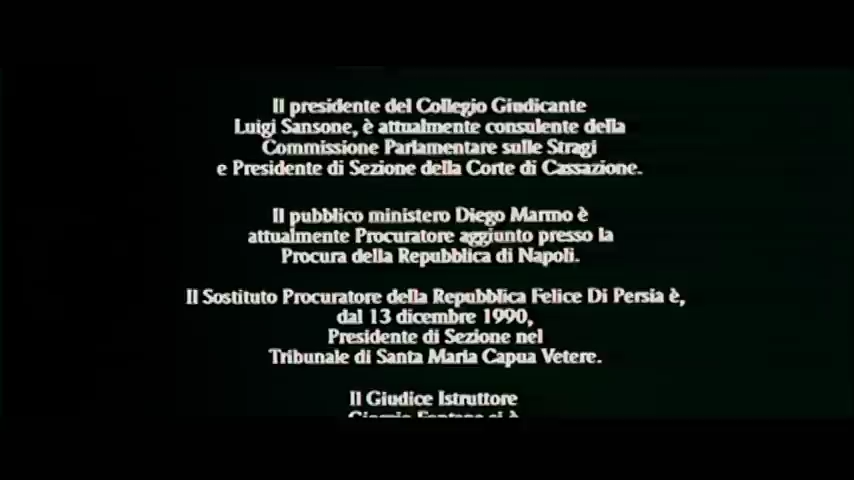 Il presidente del Collegio Giudicante
Luigi Sansone, è attualmente consulente della
Commissione Parlamentare sulle Stragi
e Presidente di Sezione della Corte di Cassazione.
Il pubblico ministero Diego Marmo è
attualmente Procuratore aggiunto presso la
Procura della Repubblica di Napoli.
Il Sostituto Procuratore della Repubblica Felice Di Persia è,
dal 13 dicembre 1990,
Presidente di Sezione nel
Tribunale di Santa Maria Capua Vetere.
Il Giudice Istruttore
Giorgio Fontana si è